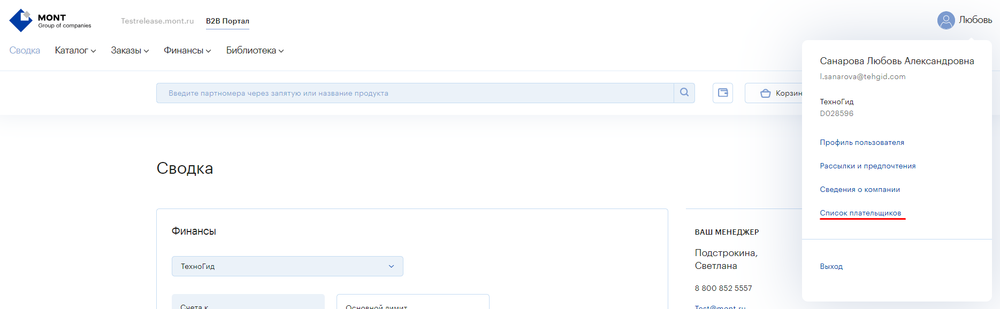 MONT
Group of companies
Testrelease.mont.ru
B2B Портал
Любовь
Сводка
Каталог
Заказы
Финансы
Библиотека
Санарова Любовь Александровна
l.sanarova@tehgid.com
ТехноГид
D028596
Профиль пользователя
Рассылки и предпочтения
Сведения о компании
Список плательщиков
Выход
Введите партномера через запятую или название продукта
Корзин
Сводка
Финансы
ТехноГид
Счета к
Основной лимит
ВАШ МЕНЕДЖЕР
Подстрокина,
Светлана
8 800 852 5557
Test@mont.ru